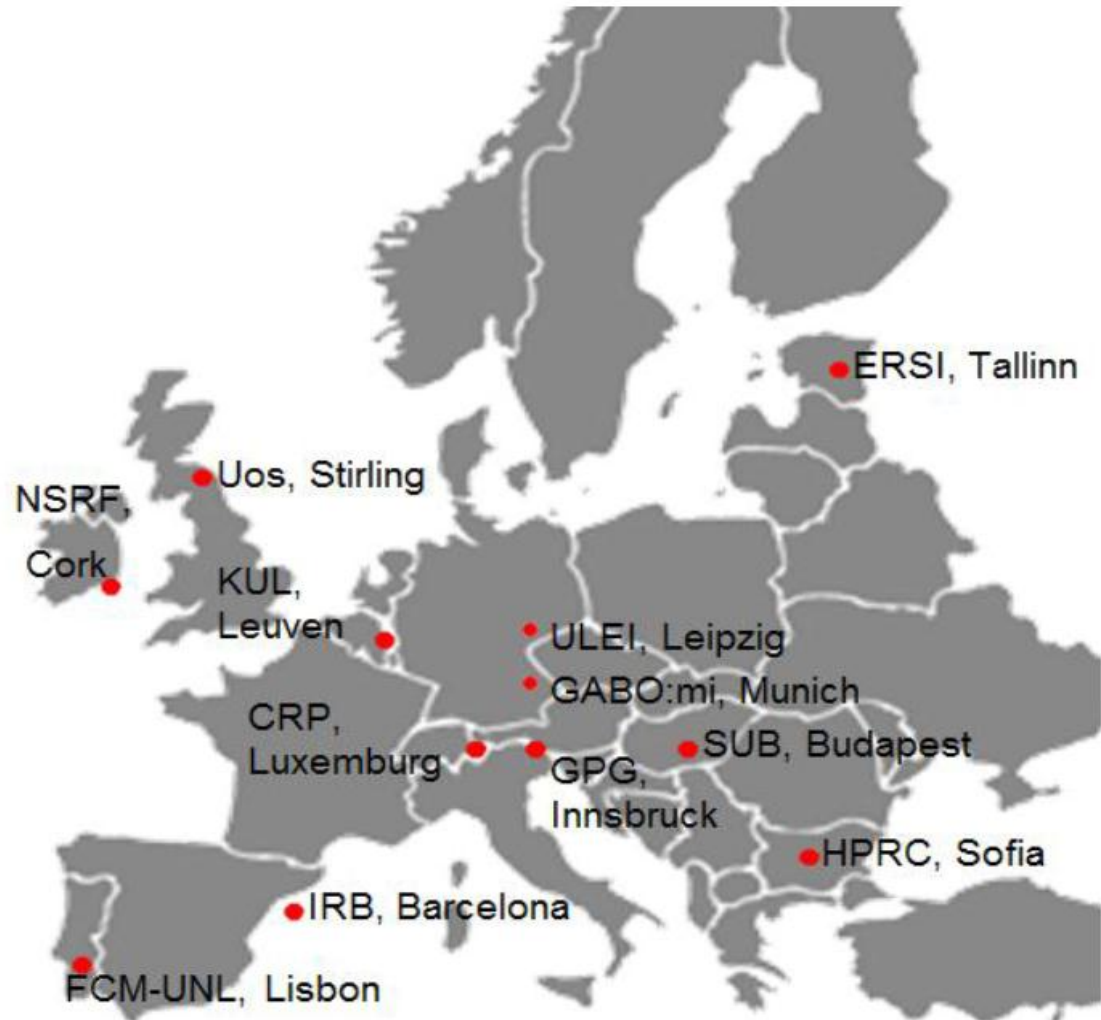 ERSI, Tallinn
Uos, Stirling
NSRF,
Cork
KUL,
Leuven
ULEI, Leipzig
GABO:mi, Munich
CRP,
Luxemburg
SUB, Budapest
GPG,
Innsbruck
HPRC, Sofia
IRB, Barcelona
FCM-UNL, Lisbon